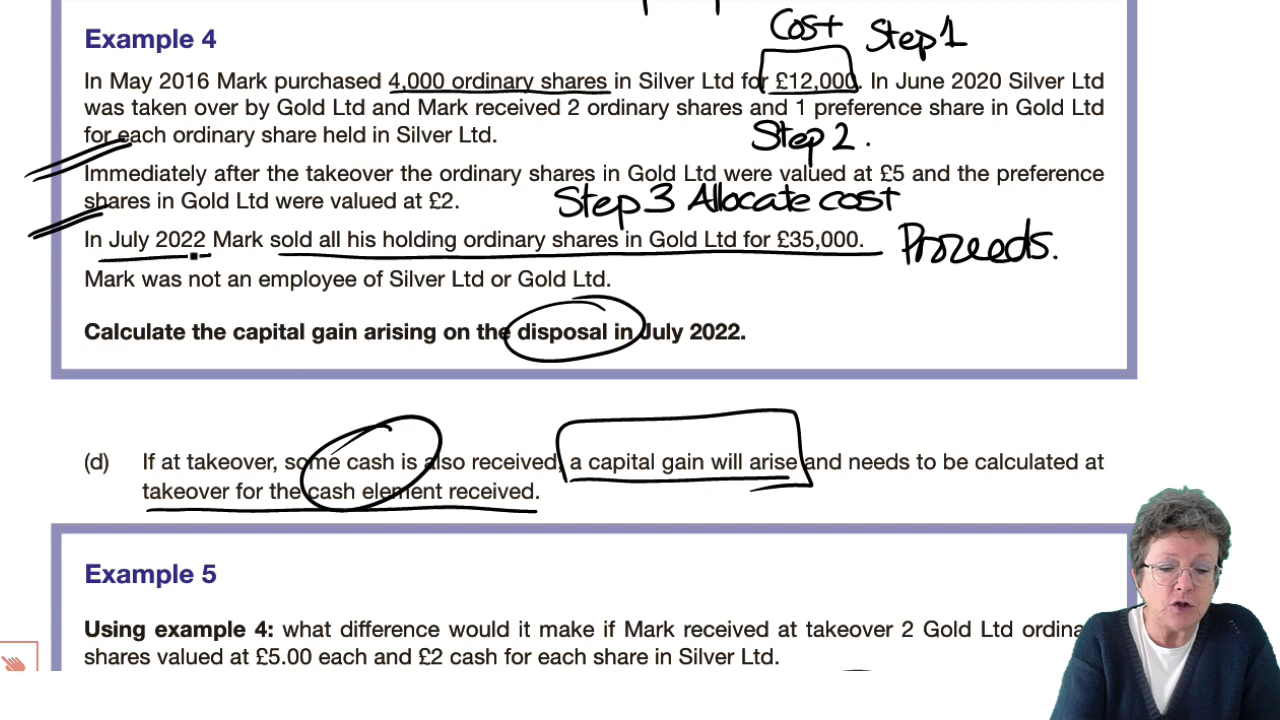 Cost Step 1
Example 4
In May 2016 Mark purchased 4,000 ordinary shares in Silver Ltd for £12,000. In June 2020 Silver Ltd
was taken over by Gold Ltd and Mark received 2 ordinary shares and 1 preference share in Gold Ltd
for each ordinary share held in Silver Ltd.
Step 2.
Immediately after the takeover the ordinary shares in Gold Ltd were valued at £5 and the preference
shares in Gold Ltd were valued at £2.
Step 3 Allocate cost
In July 2022 Mark sold all his holding ordinary shares in Gold Ltd for £35,000.
Proceeds.
Mark was not an employee of Silver Ltd or Gold Ltd.
Calculate the capital gain arising on the disposal in July 2022.
(d) If at takeover, some cash is also received, a capital gain will arise and needs to be calculated at
takeover for the cash element received.
Example 5
Using example 4: what difference would it make if Mark received at takeover 2 Gold Ltd
shares valued at £5.00 each and £2 cash for each share in Silver Ltd.